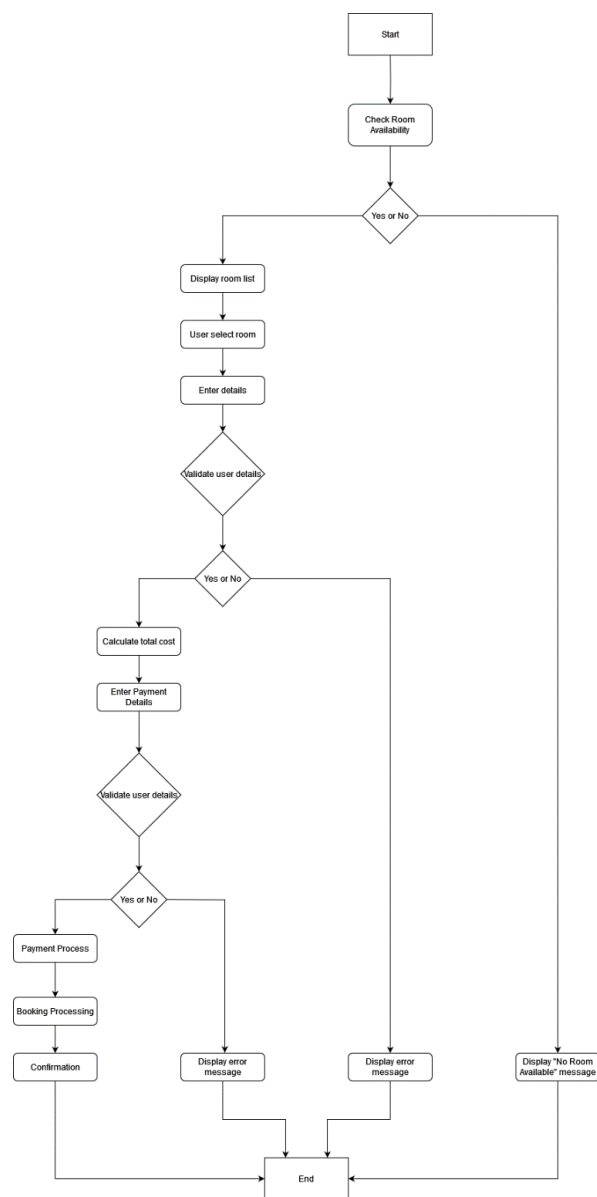 Start
Check Room
Availability
Yes or No
Display room list
User select room
Enter details
Validate user details
Yes or No
Calculate total cost
Enter Payment
Details
Validate user details
Yes or No
Payment Process
Booking Processing
Confirmation
Display error
message
Display error
message
Display "No Room
Available" message
End